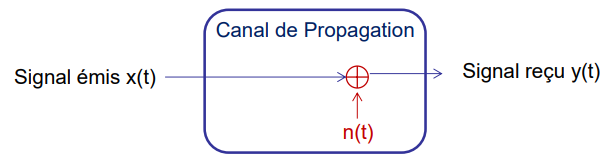 Canal de Propagation
Signal émis x(t)
Signal reçu y(t)
n(t)